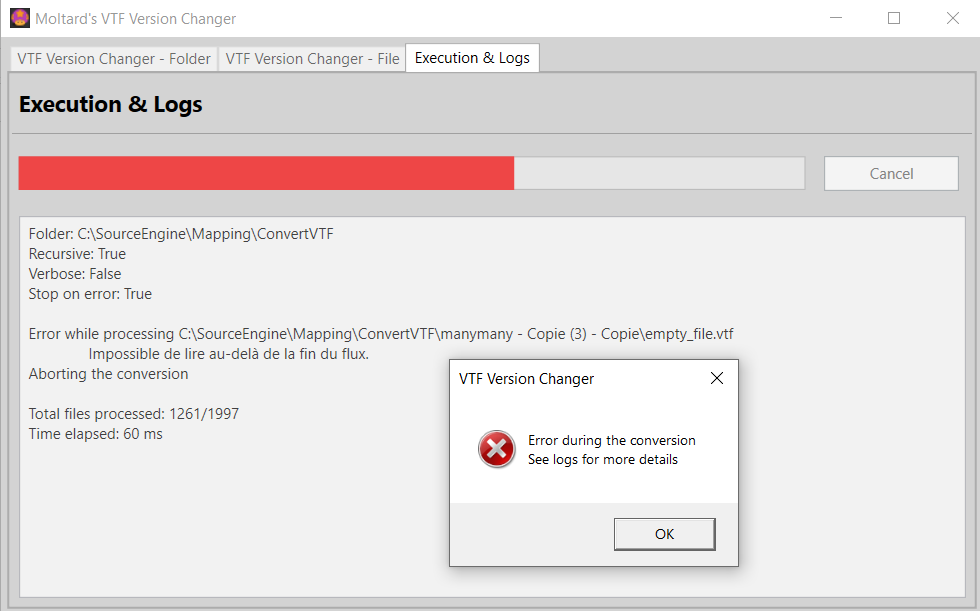 Moltard's VTF Version Changer
VTF Version Changer - Folder
VTF Version Changer - File
Execution & Logs
Execution & Logs
Cancel
Folder: C:\SourceEngine\Mapping\ConvertVTF
Recursive: True
Verbose: False
Stop on error: True
Error while processing C:\SourceEngine\Mapping\ConvertVTF\manymany - Copie (3) - Copie\empty_file.vtf
Impossible de lire au-delà de la fin du flux.
Aborting the conversion
Total files processed: 1261/1997
Time elapsed: 60 ms
VTF Version Changer
Error during the conversion
See logs for more details
OK